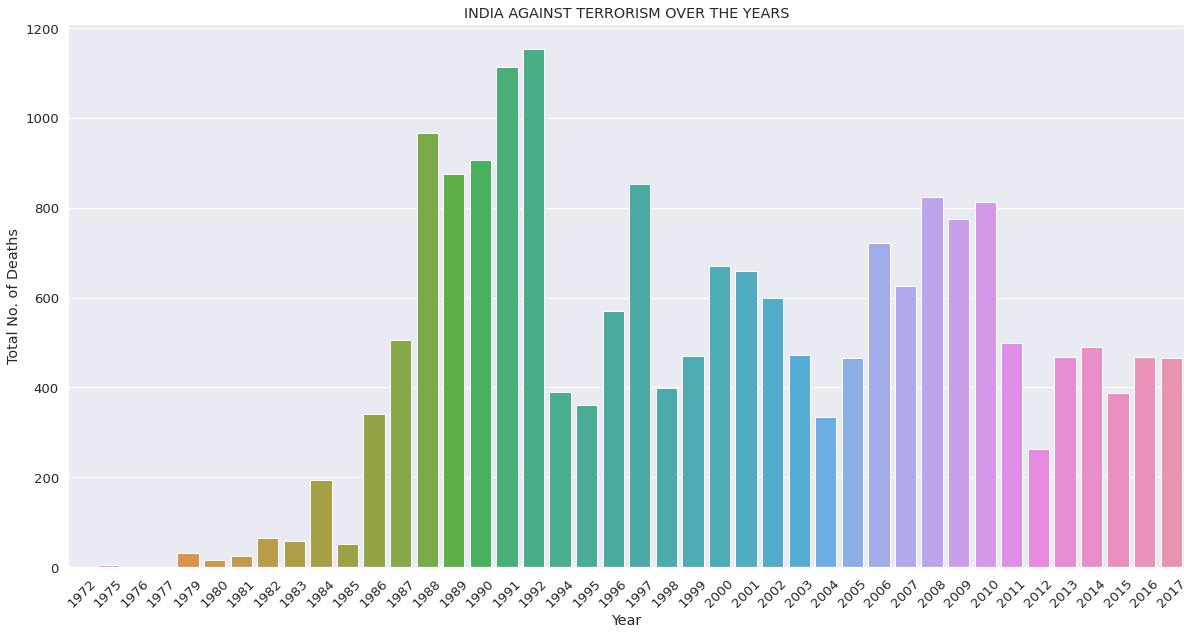 INDIA AGAINST TERRORISM OVER THE YEARS
1200
1000
800
600
400
200
0
Total No. of Deaths
1972 1975 1976 1977 1979 1980 1981 1982 1983 1984 1985 1986 1987 1988 1989 1990 1991 1992 1994 1995 1996 1997 1998 1999 2000 2001 2002 2003 2004 2005 2006 2007 2008 2009 2010 2011 2012 2013 2014 2015 2016 2017
Year